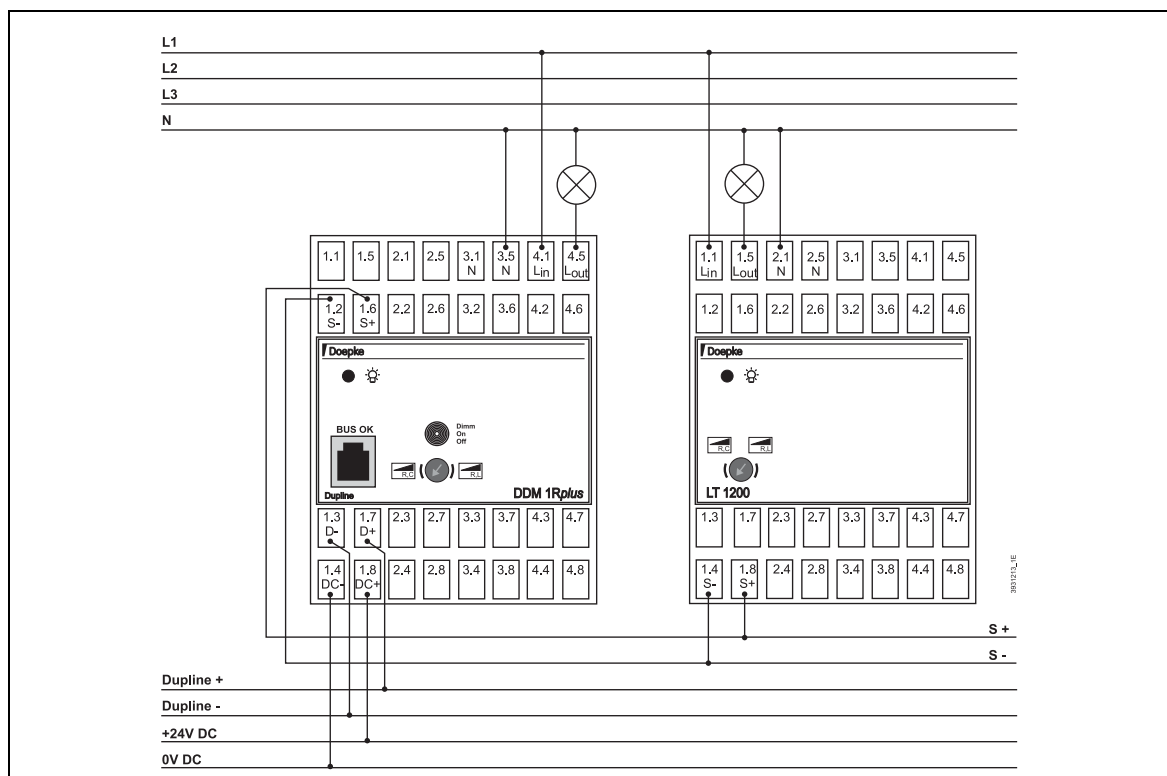 L1
L2
L3
N
1.1 1.5 2.1 2.5 3.1 3.5 4.1 4.5
N N Lin Lout
1.2 1.6 2.2 2.6 3.2 3.6 4.2 4.6
S- S+
Doepke
BUS OK
Dimm
On
Off
R,C R,L
Dupline
DDM 1Rplus
1.3 1.7 2.3 2.7 3.3 3.7 4.3 4.7
D- D+
1.4 1.8 2.4 2.8 3.4 3.8 4.4 4.8
DC- DC+
1.1 1.5 2.1 2.5 3.1 3.5 4.1 4.5
Lin Lout N N
1.2 1.6 2.2 2.6 3.2 3.6 4.2 4.6
Doepke
R,C R,L
LT 1200
1.3 1.7 2.3 2.7 3.3 3.7 4.3 4.7
1.4 1.8 2.4 2.8 3.4 3.8 4.4 4.8
S- S+
3931213_1E
S +
S -
Dupline +
Dupline -
+24V DC
0V DC